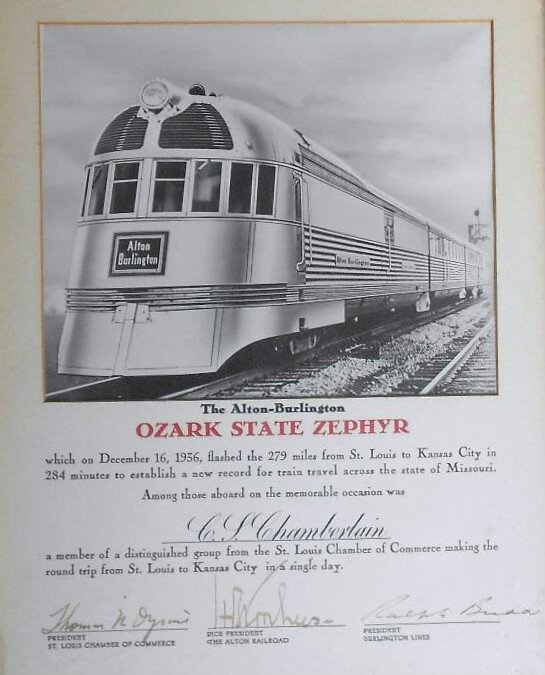 Alton
Burlington
Alton Burlington
The Alton-Burlington
OZARK STATE ZEPHYR
which on December 16, 1936, flashed the 279 miles from St. Louis to Kansas City in
284 minutes to establish a new record for train travel across the state of Missouri.
Among those aboard on the memorable occasion was
C. S. Chamberlain
a member of a distinguished group from the St. Louis Chamber of Commerce making the
round trip from St. Louis to Kansas City in a single day.
Thomas N. Dysart
Ralph Budd
PRESIDENT
ST. LOUIS CHAMBER OF COMMERCE
VICE PRESIDENT
THE ALTON RAILROAD
PRESIDENT
BURLINGTON LINES